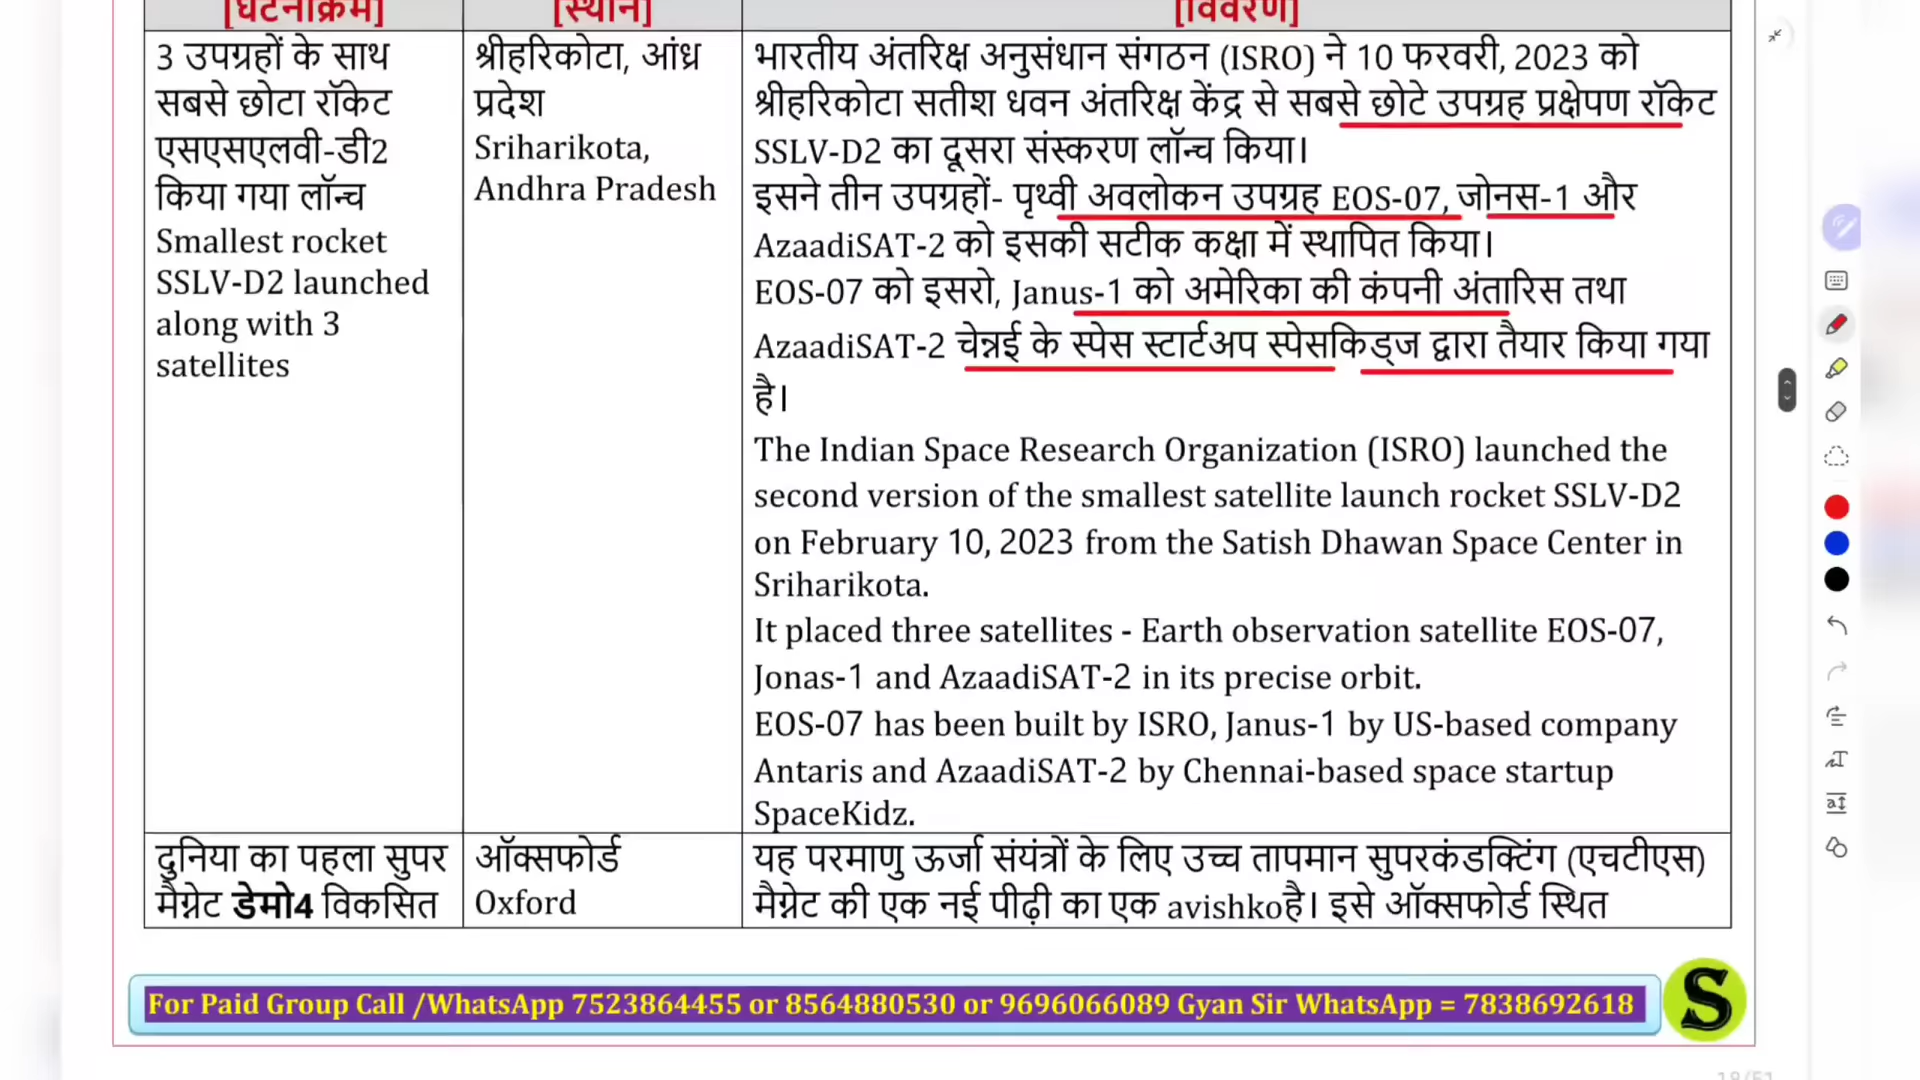 [घटनाक्रम]
[स्थान]
[विवरण]
3 उपग्रहों के साथ
सबसे छोटा रॉकेट
एसएसएलवी-डी2
किया गया लॉन्च
Smallest rocket
SSLV-D2 launched
along with 3
satellites
श्रीहरिकोटा, आंध्र
प्रदेश
Sriharikota,
Andhra Pradesh
भारतीय अंतरिक्ष अनुसंधान संगठन (ISRO) ने 10 फरवरी, 2023 को
श्रीहरिकोटा सतीश धवन अंतरिक्ष केंद्र से सबसे छोटे उपग्रह प्रक्षेपण रॉकेट
SSLV-D2 का दूसरा संस्करण लॉन्च किया।
इसने तीन उपग्रहों- पृथ्वी अवलोकन उपग्रह EOS-07, जोनस-1 और
AzaadiSAT-2 को इसकी सटीक कक्षा में स्थापित किया।
EOS-07 को इसरो, Janus-1 को अमेरिका की कंपनी अंतारिस तथा
AzaadiSAT-2 चेन्नई के स्पेस स्टार्टअप स्पेसकिड्ज द्वारा तैयार किया गया
है।
The Indian Space Research Organization (ISRO) launched the
second version of the smallest satellite launch rocket SSLV-D2
on February 10, 2023 from the Satish Dhawan Space Center in
Sriharikota.
It placed three satellites - Earth observation satellite EOS-07,
Jonas-1 and AzaadiSAT-2 in its precise orbit.
EOS-07 has been built by ISRO, Janus-1 by US-based company
Antaris and AzaadiSAT-2 by Chennai-based space startup
SpaceKidz.
दुनिया का पहला सुपर
मैग्नेट डेमो4 विकसित
ऑक्सफोर्ड
Oxford
यह परमाणु ऊर्जा संयंत्रों के लिए उच्च तापमान सुपरकंडक्टिंग (एचटीएस)
मैग्नेट की एक नई पीढ़ी का एक avishkoहै। इसे ऑक्सफोर्ड स्थित
For Paid Group Call /WhatsApp 7523864455 or 8564880530 or 9696066089 Gyan Sir WhatsApp = 7838692618
S